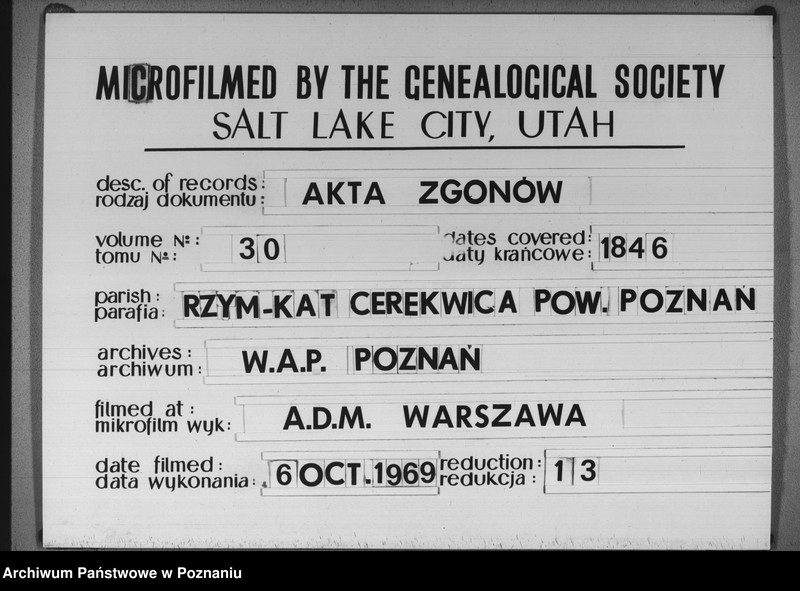 MICROFILMED BY THE GENEALOGICAL SOCIETY
SALT LAKE CITY, UTAH
desc. of records: AKTA ZGONÓW
rodzaj dokumentu:
volume №: 30 dates covered: 1846
tomu №: daty krańcowe:
parish: RZYM-KAT CEREKWICA POW. POZNAŃ
parafia:
archives: W.A.P. POZNAŃ
archiwum:
filmed at: A.D.M. WARSZAWA
mikrofilm wyk:
date filmed: 6 OCT. 1969 reduction: 13
data wykonania: redukcja:
Archiwum Państwowe w Poznaniu